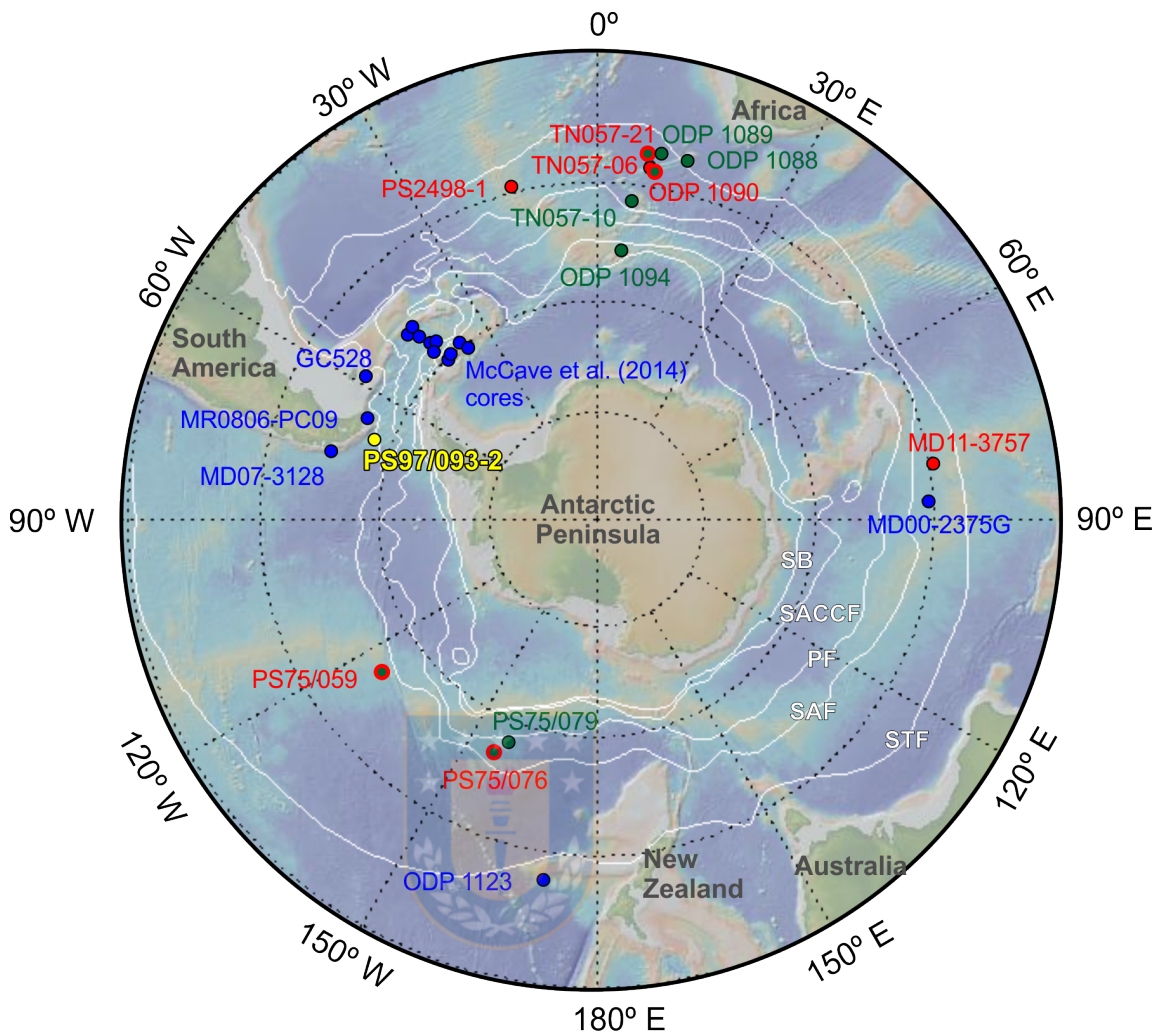 0º
30º W
30º E
Africa
TN057-21
ODP 1089
TN057-06
ODP 1088
PS2498-1
ODP 1090
TN057-10
60º W
60º E
ODP 1094
South
America
GC528
McCave et al. (2014)
cores
MR0806-PC09
MD11-3757
PS97/093-2
MD07-3128
Antarctic
Peninsula
90º W
MD00-2375G
90º E
SB
SACCF
PF
PS75/059
SAF
PS75/079
STF
120º W
PS75/076
120º E
New
Zealand
Australia
ODP 1123
150º W
150º E
180º E